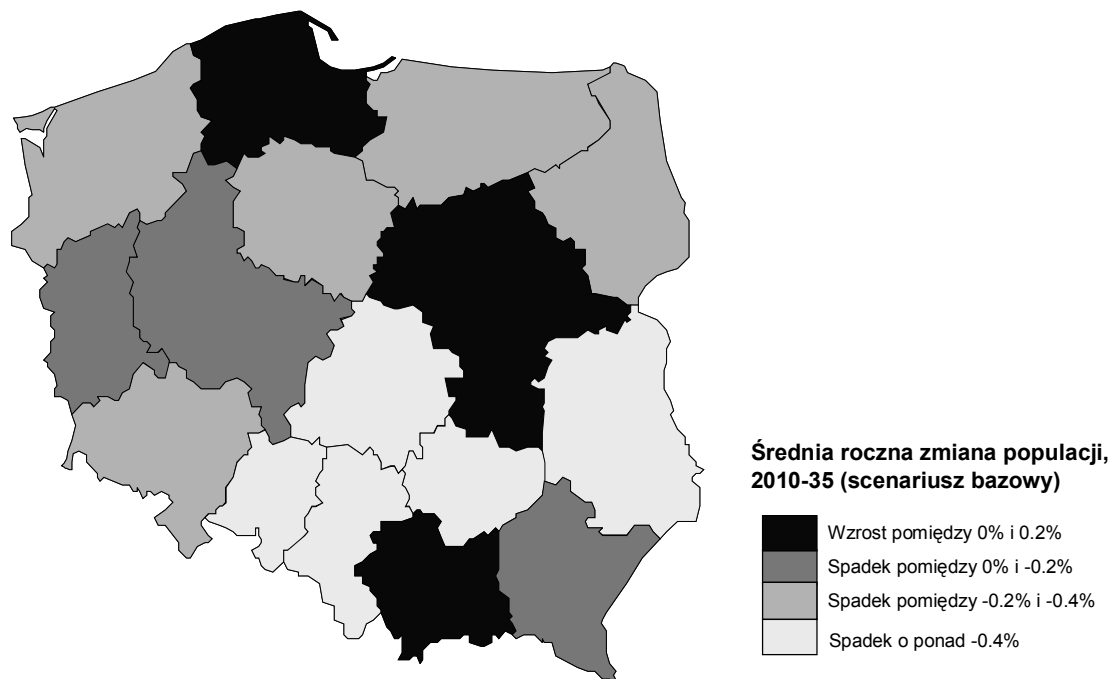 Średnia roczna zmiana populacji,
2010-35 (scenariusz bazowy)
Wzrost pomiędzy 0% i 0.2%
Spadek pomiędzy 0% i -0.2%
Spadek pomiędzy -0.2% i -0.4%
Spadek o ponad -0.4%